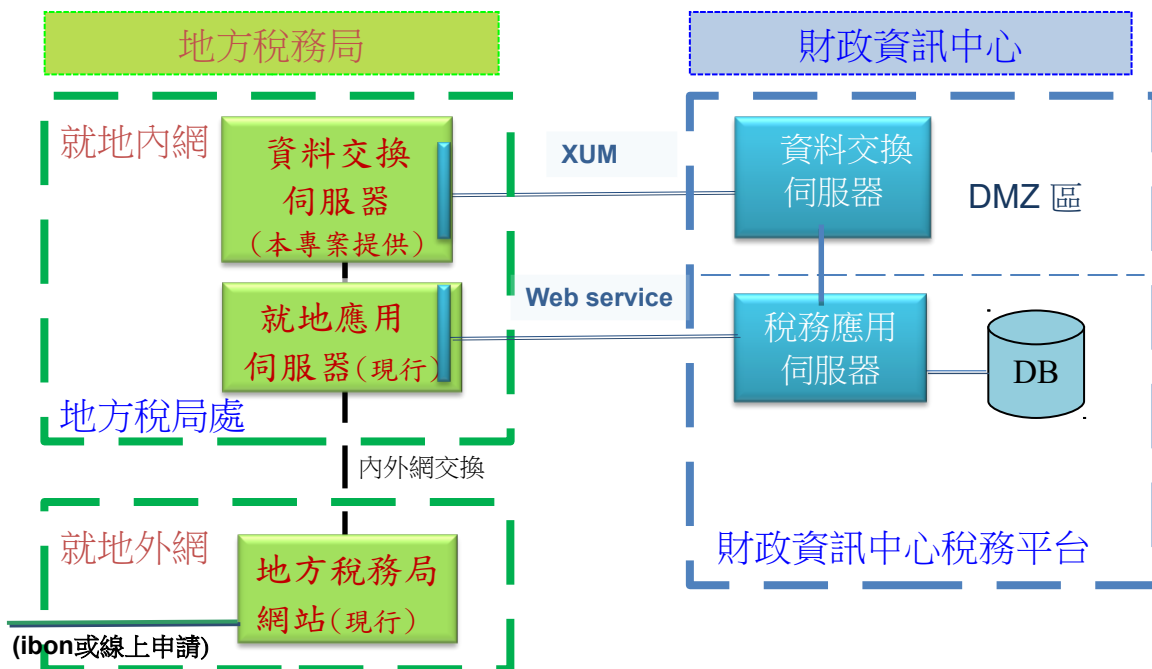 地方稅務局
財政資訊中心
就地內網
資料交換
伺服器
(本專案提供)
XUM
資料交換
伺服器
DMZ 區
Web service
就地應用
伺服器(現行)
稅務應用
伺服器
DB
地方稅局處
內外網交換
財政資訊中心稅務平台
就地外網
地方稅務局
網站(現行)
(ibon或線上申請)